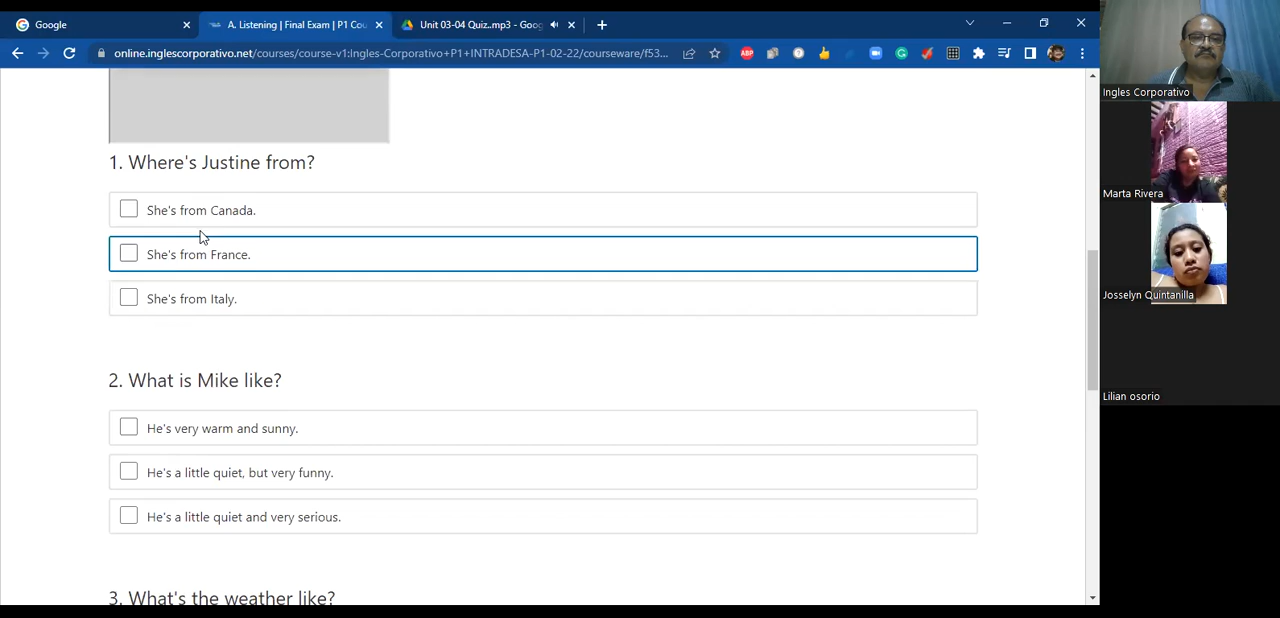 Google
A. Listening | Final Exam | P1 Cou
Unit 03-04 Quiz..mp3 - Goog
online.inglescorporativo.net/courses/course-v1:Ingles-Corporativo+P1+INTRADESA-P1-02-22/courseware/f53...
ABP
Ingles Corporativo
1. Where's Justine from?
She's from Canada.
She's from France.
She's from Italy.
2. What is Mike like?
He's very warm and sunny.
He's a little quiet, but very funny.
He's a little quiet and very serious.
3. What's the weather like?
Marta Rivera
Josselyn Quintanilla
Lilian osorio